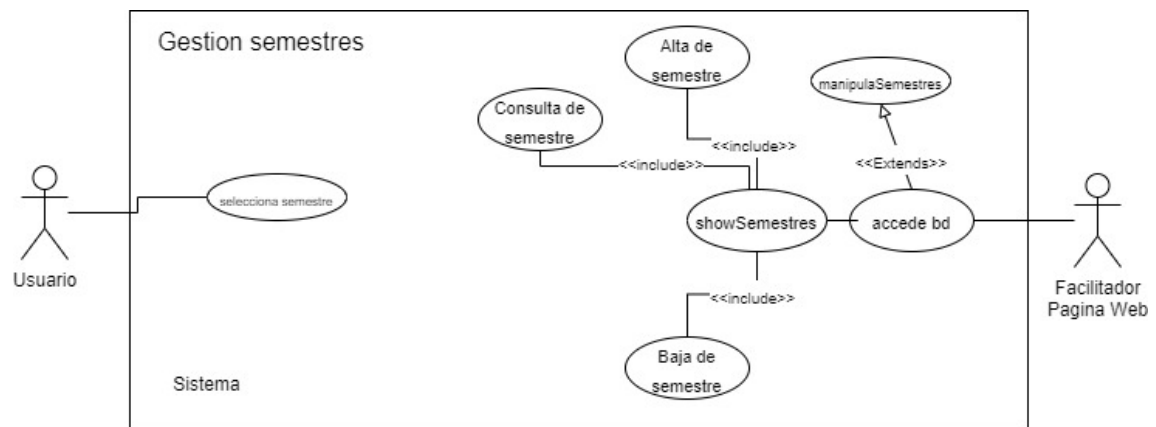 Gestion semestres
Alta de
semestre
manipulaSemestres
Consulta de
semestre
<<include>>
<<include>>
<<Extends>>
selecciona semestre
showSemestres
accede bd
Usuario
Facilitador
Pagina Web
<<include>>
Baja de
semestre
Sistema